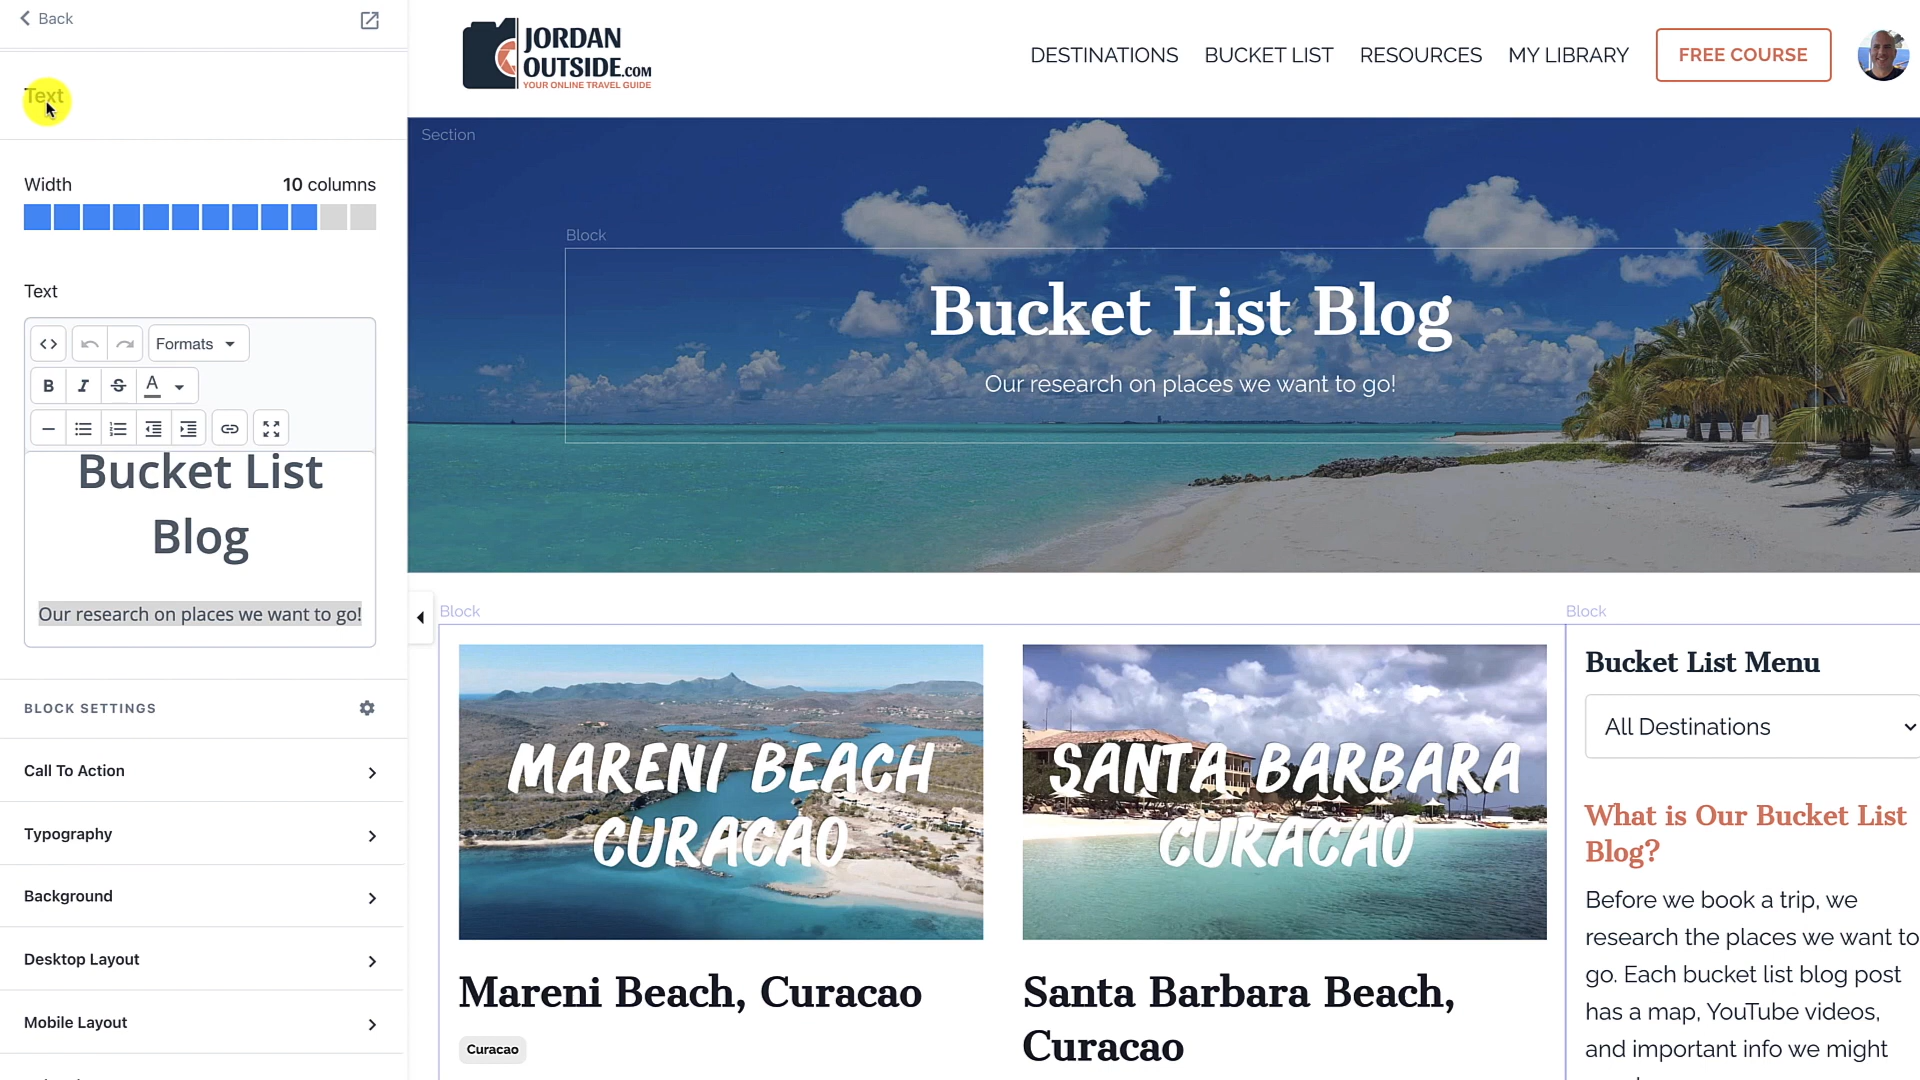 Back
Text
Width
10 columns
Text
Formats
B I S A
Bucket List
Blog
Our research on places we want to go!
BLOCK SETTINGS
Call To Action
Typography
Background
Desktop Layout
Mobile Layout
JORDAN
OUTSIDE.COM
YOUR ONLINE TRAVEL GUIDE
DESTINATIONS
BUCKET LIST
RESOURCES
MY LIBRARY
FREE COURSE
Section
Block
Bucket List Blog
Our research on places we want to go!
Block
MARENI BEACH
CURACAO
Mareni Beach, Curacao
Curacao
SANTA BARBARA
CURACAO
Santa Barbara Beach,
Curacao
Block
Bucket List Menu
All Destinations
What is Our Bucket List
Blog?
Before we book a trip, we
research the places we want to
go. Each bucket list blog post
has a map, YouTube videos,
and important info we might